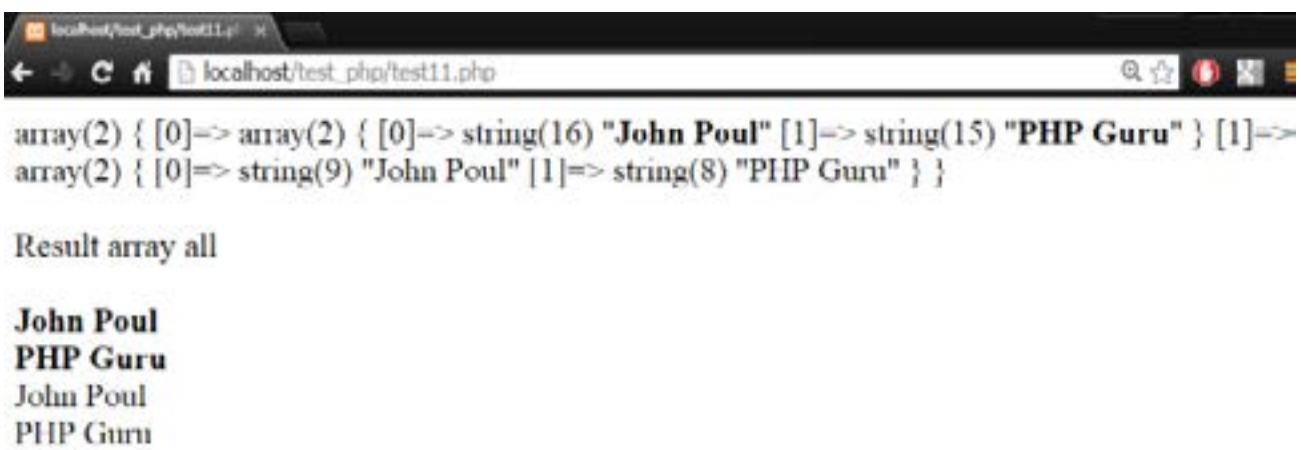 localhost/test_php/test11.pl
localhost/test_php/test11.php
array(2) { [0]=> array(2) { [0]=> string(16) "John Poul" [1]=> string(15) "PHP Guru" } [1]=>
array(2) { [0]=> string(9) "John Poul" [1]=> string(8) "PHP Guru" } }
Result array all
John Poul
PHP Guru
John Poul
PHP Guru